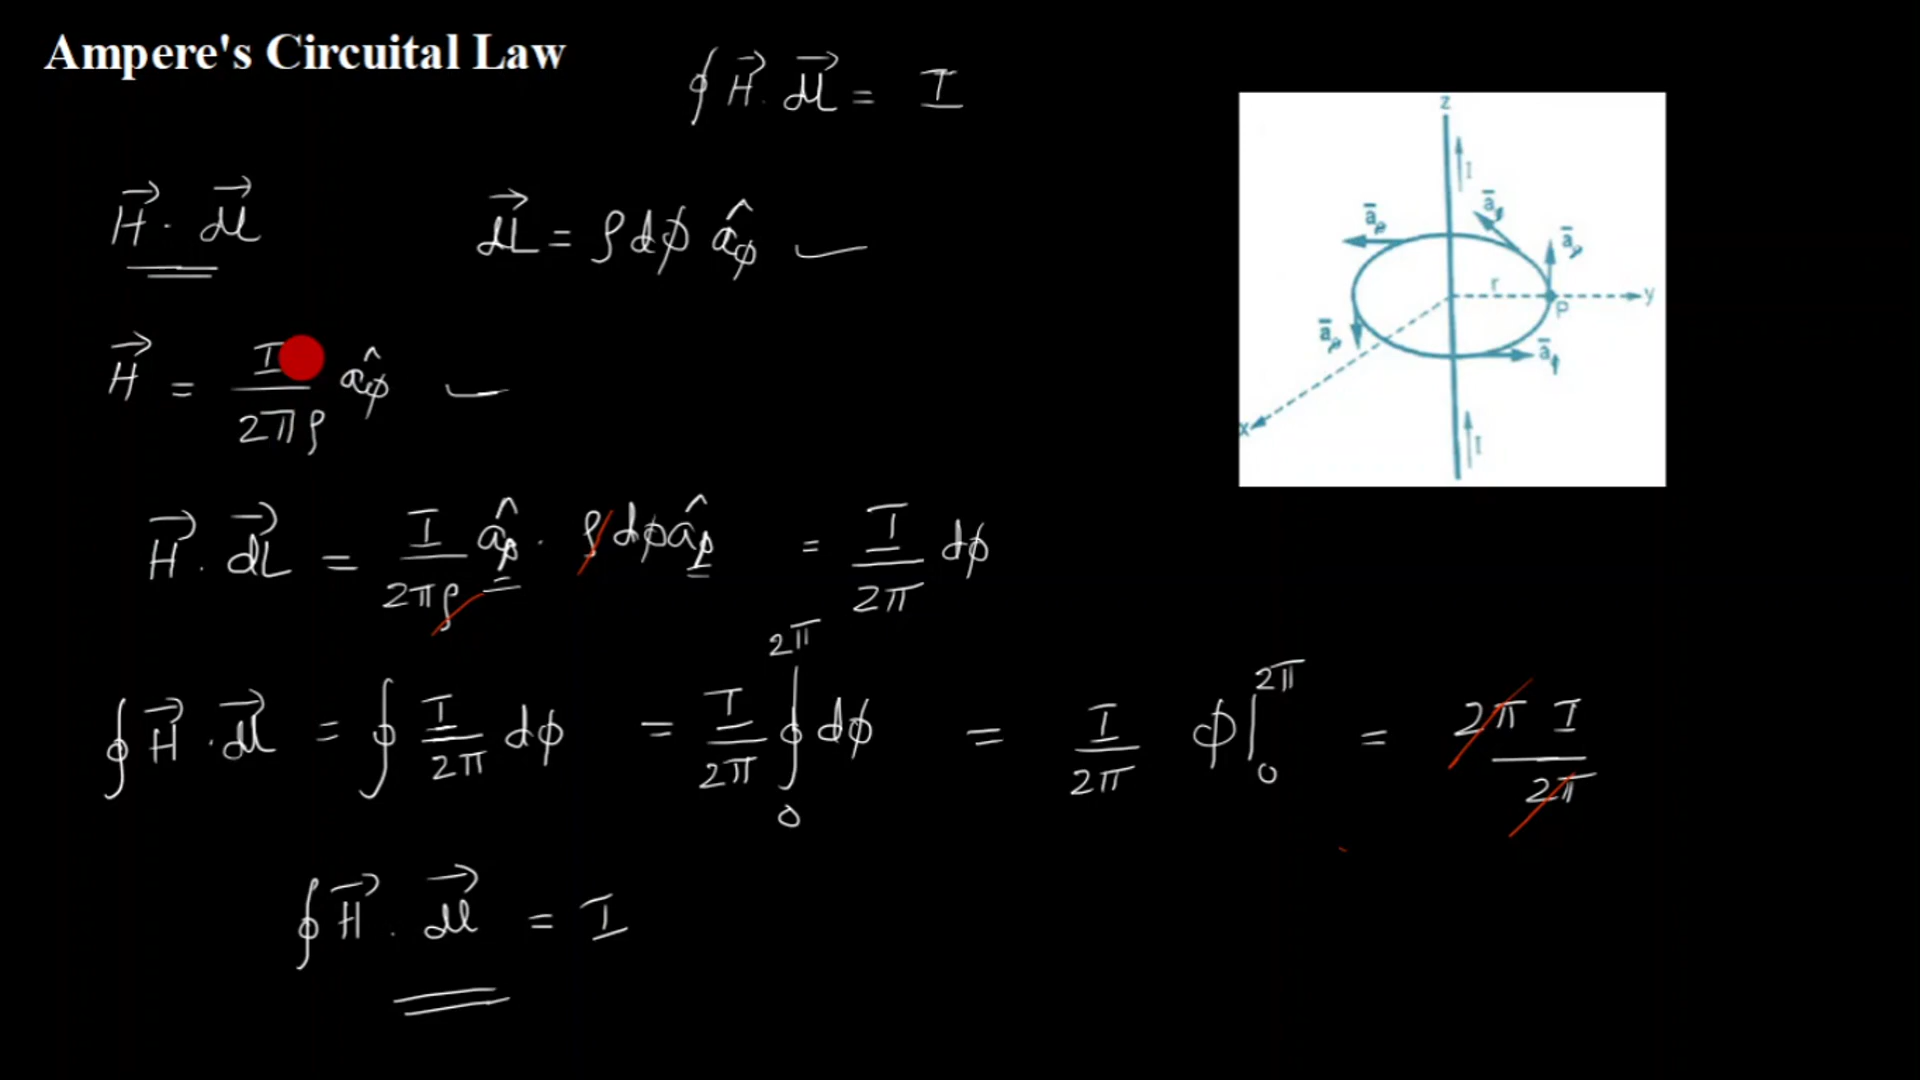 Ampere's Circuital Law
∮ H⃗ . dL⃗ = I
H⃗ . dL⃗
dL⃗ = ρ dϕ âϕ
H⃗ = I / 2πρ âϕ
H⃗ . dL⃗ = I / 2πρ âϕ . ρ dϕ âϕ = I / 2π dϕ
∮ H⃗ . dL⃗ = ∮ I / 2π dϕ = I / 2π ∮₀^2π dϕ = I / 2π ϕ |₀^2π = 2π I / 2π
∮ H⃗ . dL⃗ = I
z
I
r
P
y
x
I